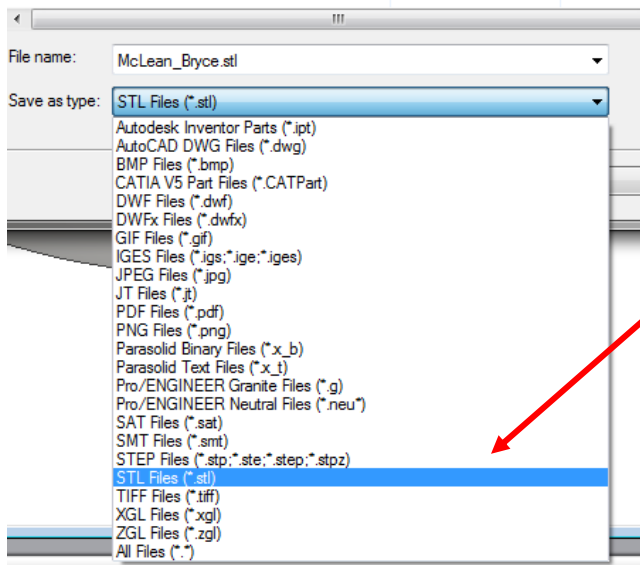 File name: McLean_Bryce.stl
Save as type: STL Files (*.stl)
Autodesk Inventor Parts (*.ipt)
AutoCAD DWG Files (*.dwg)
BMP Files (*.bmp)
CATIA V5 Part Files (*.CATPart)
DWF Files (*.dwf)
DWFx Files (*.dwfx)
GIF Files (*.gif)
IGES Files (*.igs;*.ige;*.iges)
JPEG Files (*.jpg)
JT Files (*.jt)
PDF Files (*.pdf)
PNG Files (*.png)
Parasolid Binary Files (*.x_b)
Parasolid Text Files (*.x_t)
Pro/ENGINEER Granite Files (*.g)
Pro/ENGINEER Neutral Files (*.neu*)
SAT Files (*.sat)
SMT Files (*.smt)
STEP Files (*.stp;*.ste;*.step;*.stpz)
STL Files (*.stl)
TIFF Files (*.tiff)
XGL Files (*.xgl)
ZGL Files (*.zgl)
All Files (*.*)